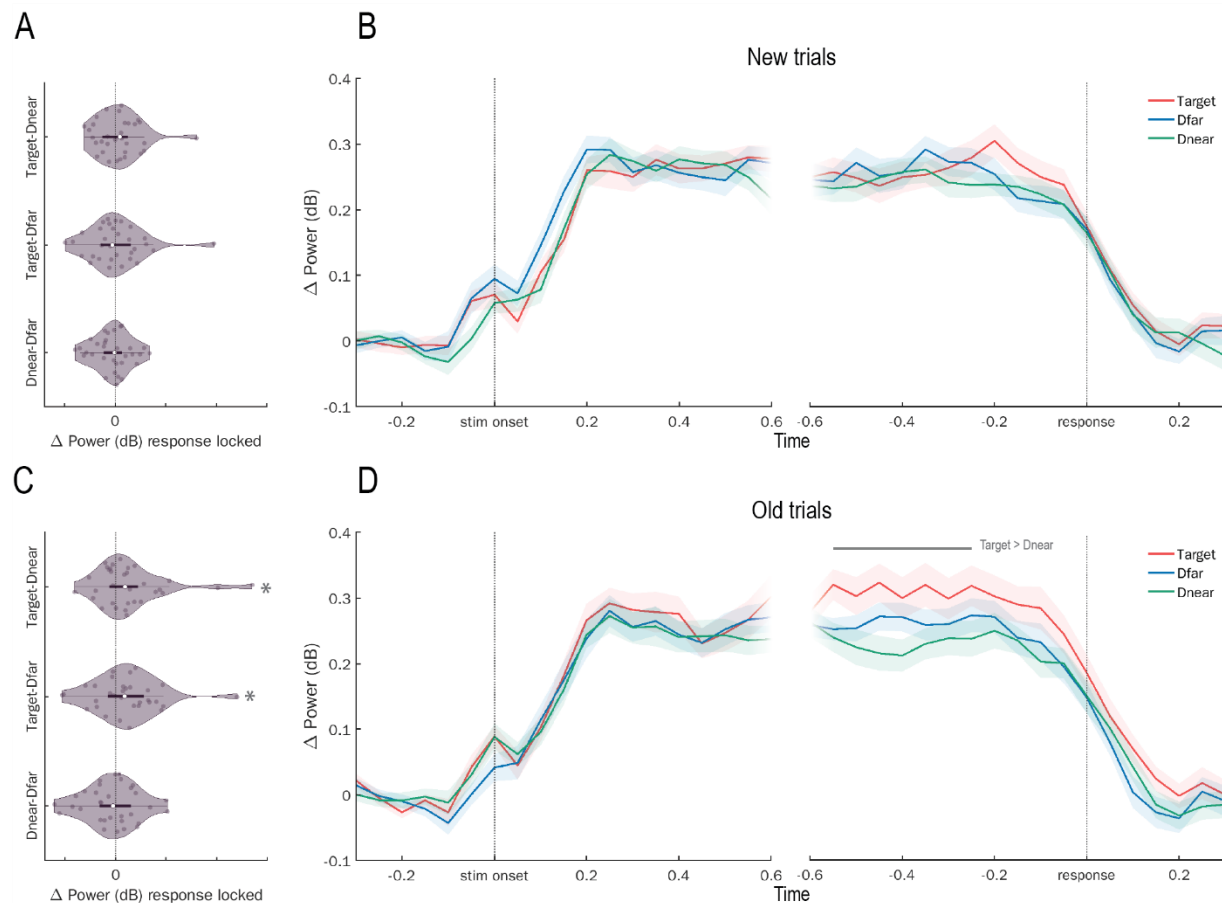 A
Target-Dnear
Target-Dfar
Dnear-Dfar
0
Δ Power (dB) response locked
B
New trials
Δ Power (dB)
0.4
0.3
0.2
0.1
0
-0.1
Target
Dfar
Dnear
-0.2 stim onset 0.2 0.4 0.6 -0.6 -0.4 -0.2 response 0.2
Time
C
Target-Dnear
*
Target-Dfar
*
Dnear-Dfar
0
Δ Power (dB) response locked
D
Old trials
Δ Power (dB)
0.4
0.3
0.2
0.1
0
-0.1
Target > Dnear
Target
Dfar
Dnear
-0.2 stim onset 0.2 0.4 0.6 -0.6 -0.4 -0.2 response 0.2
Time